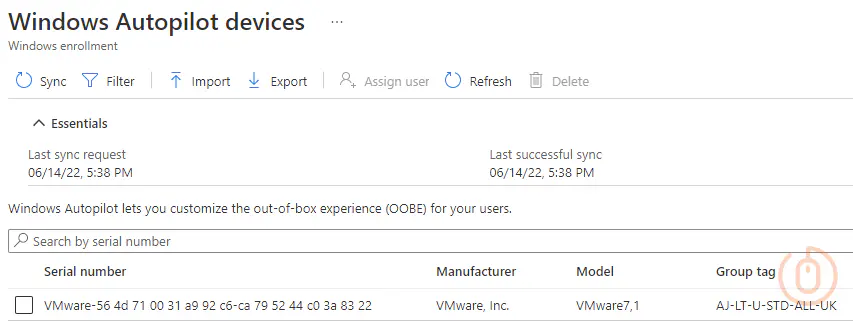 Windows Autopilot devices ...
Windows enrollment
Sync Filter Import Export Assign user Refresh Delete
Essentials
Last sync request Last successful sync
06/14/22, 5:38 PM 06/14/22, 5:38 PM
Windows Autopilot lets you customize the out-of-box experience (OOBE) for your users.
Search by serial number
Serial number Manufacturer Model Group tag
VMware-56 4d 71 00 31 a9 92 c6-ca 79 52 44 c0 3a 83 22 VMware, Inc. VMware7,1 AJ-LT-U-STD-ALL-UK